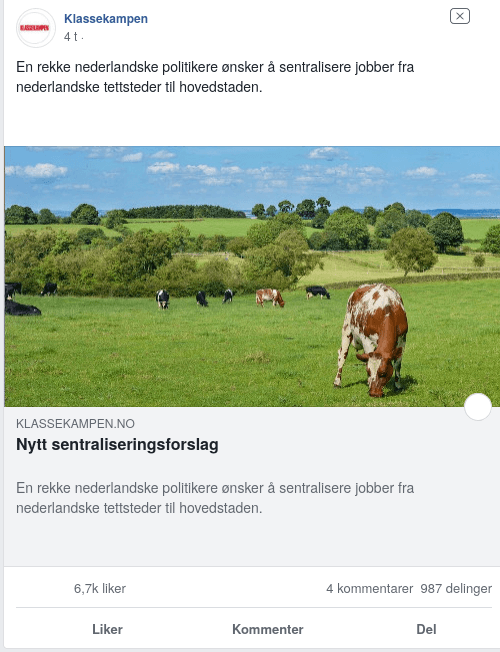 KLASSEKAMPEN
Klassekampen
4 t ·
En rekke nederlandske politikere ønsker å sentralisere jobber fra
nederlandske tettsteder til hovedstaden.
KLASSEKAMPEN.NO
Nytt sentraliseringsforslag
En rekke nederlandske politikere ønsker å sentralisere jobber fra
nederlandske tettsteder til hovedstaden.
6,7k liker 4 kommentarer 987 delinger
Liker Kommenter Del